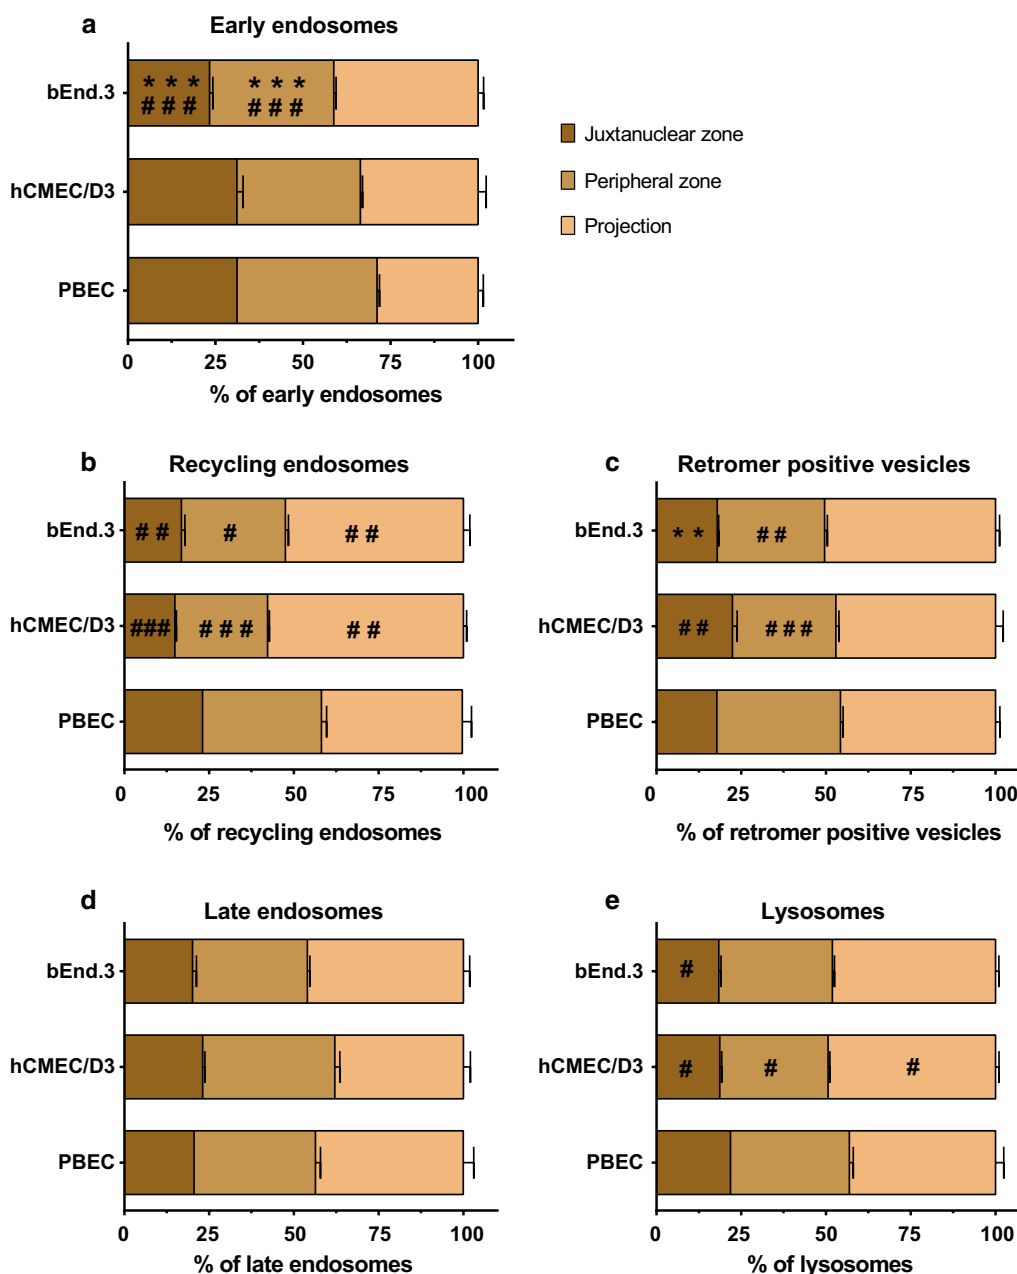 a
Early endosomes
bEnd.3
* * *
* * *
# # #
# # #
hCMEC/D3
PBEC
0 25 50 75 100
% of early endosomes
Juxtanuclear zone
Peripheral zone
Projection
b
Recycling endosomes
bEnd.3
# #
#
# #
hCMEC/D3
###
# # #
# #
PBEC
0 25 50 75 100
% of recycling endosomes
c
Retromer positive vesicles
bEnd.3
* *
# #
hCMEC/D3
# #
# # #
PBEC
0 25 50 75 100
% of retromer positive vesicles
d
Late endosomes
bEnd.3
hCMEC/D3
PBEC
0 25 50 75 100
% of late endosomes
e
Lysosomes
bEnd.3
#
hCMEC/D3
#
#
#
PBEC
0 25 50 75 100
% of lysosomes